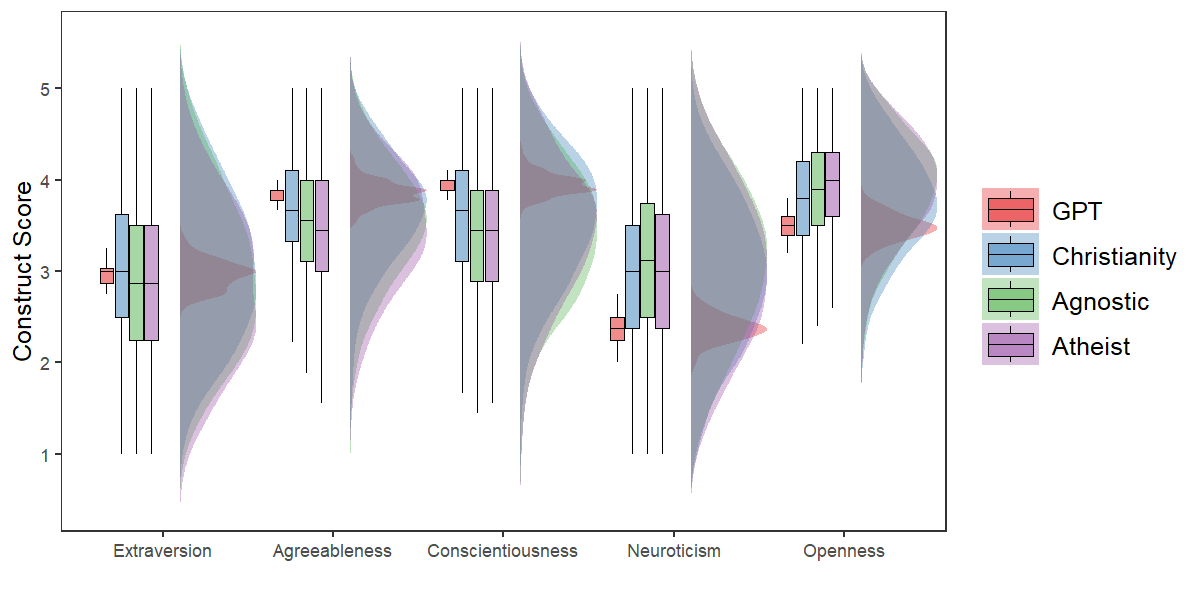 Construct Score
5
4
3
2
1
Extraversion
Agreeableness
Conscientiousness
Neuroticism
Openness
GPT
Christianity
Agnostic
Atheist